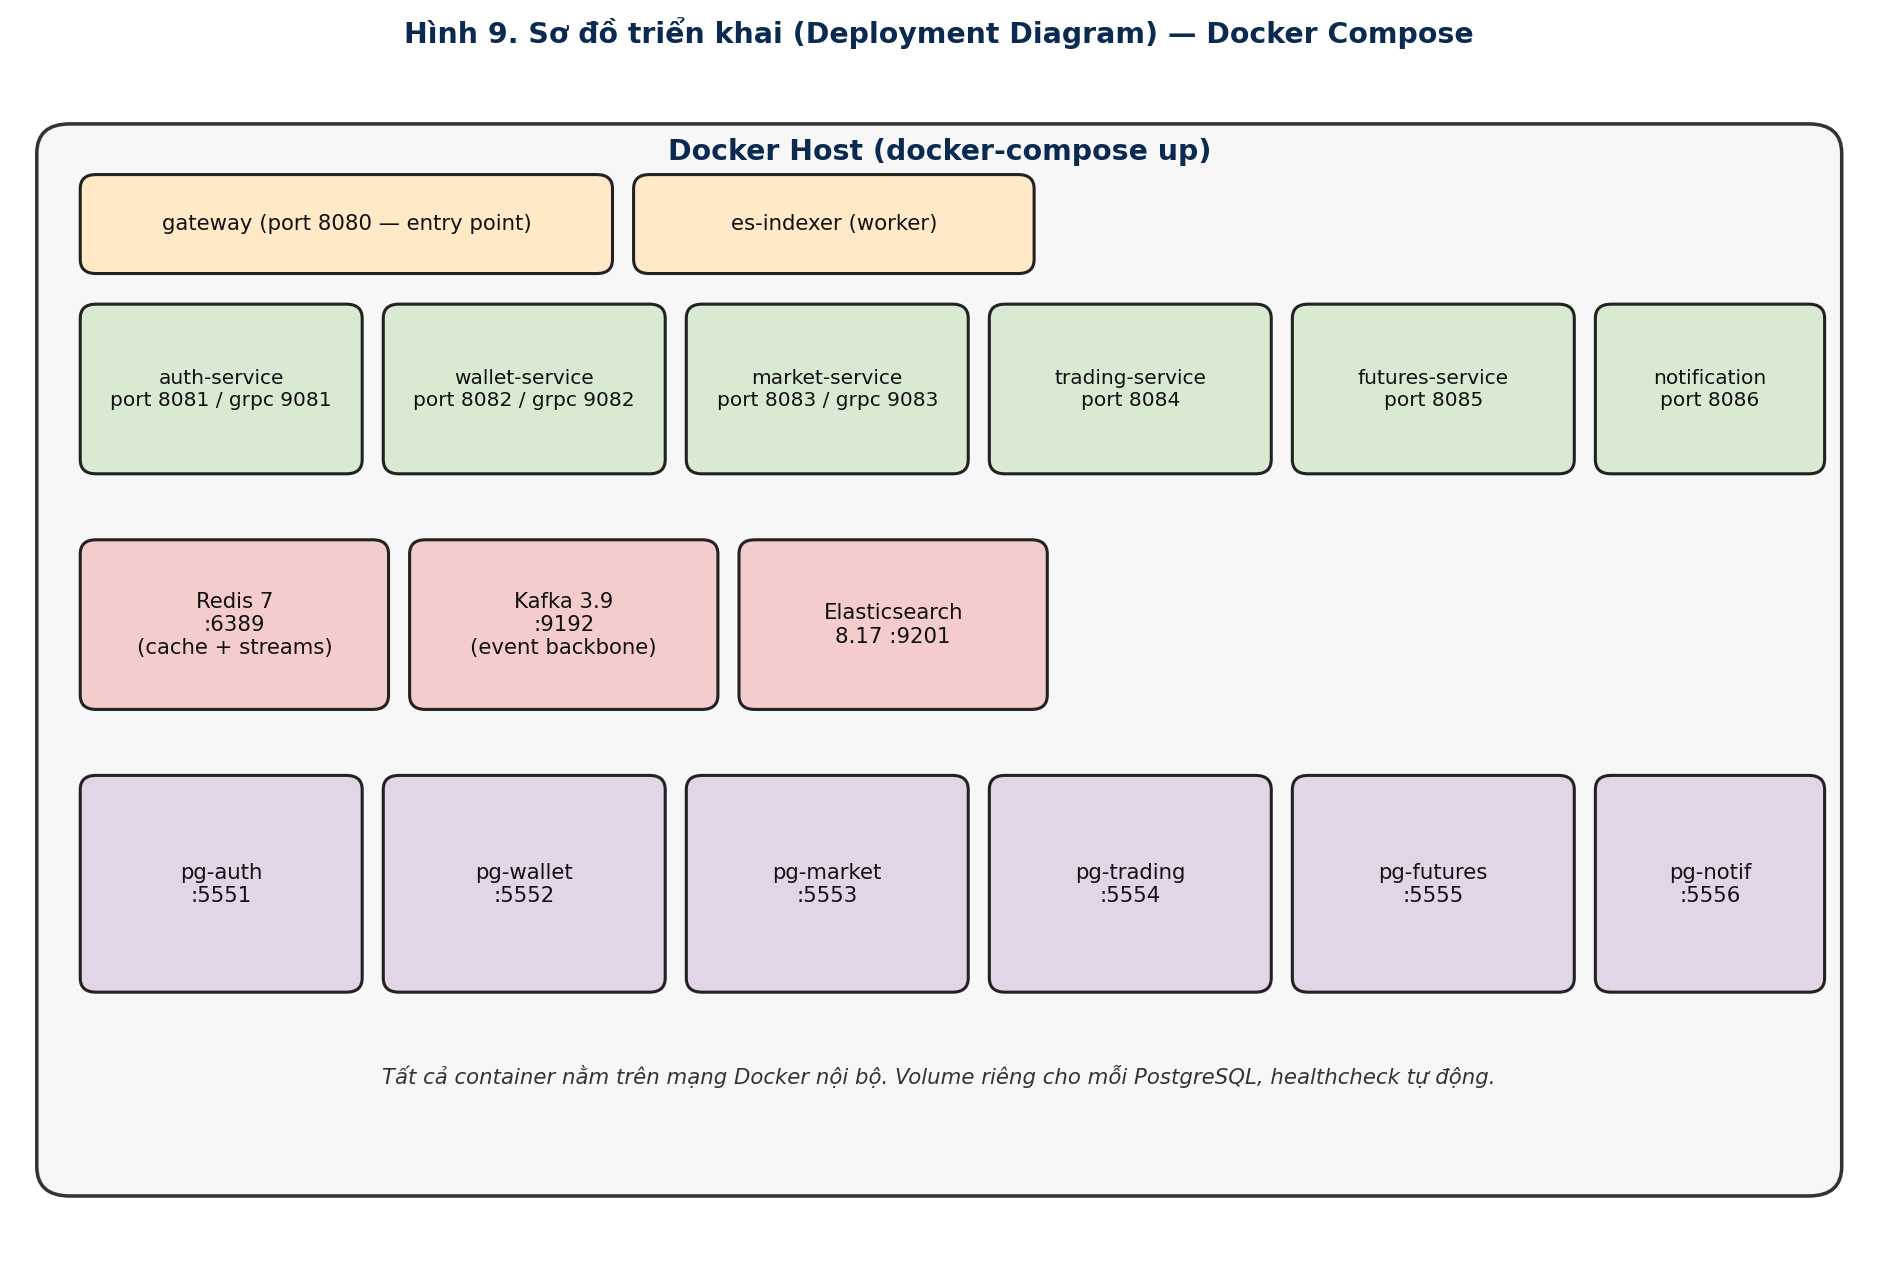 Hình 9. Sơ đồ triển khai (Deployment Diagram) — Docker Compose
Docker Host (docker-compose up)
gateway (port 8080 — entry point)
es-indexer (worker)
auth-service
port 8081 / grpc 9081
wallet-service
port 8082 / grpc 9082
market-service
port 8083 / grpc 9083
trading-service
port 8084
futures-service
port 8085
notification
port 8086
Redis 7
:6389
(cache + streams)
Kafka 3.9
:9192
(event backbone)
Elasticsearch
8.17 :9201
pg-auth
:5551
pg-wallet
:5552
pg-market
:5553
pg-trading
:5554
pg-futures
:5555
pg-notif
:5556
Tất cả container nằm trên mạng Docker nội bộ. Volume riêng cho mỗi PostgreSQL, healthcheck tự động.